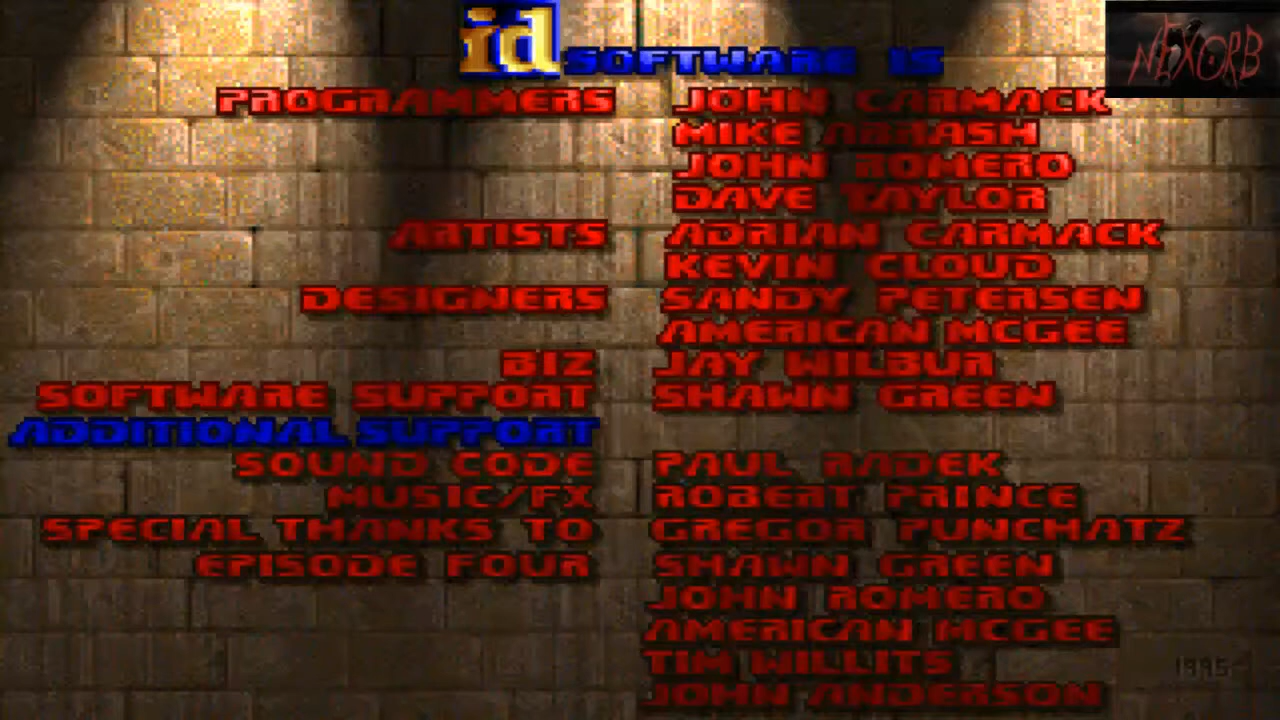 id SOFTWARE IS
NEXORB
PROGRAMMERS JOHN CARMACK
MIKE ABRASH
JOHN ROMERO
DAVE TAYLOR
ARTISTS ADRIAN CARMACK
KEVIN CLOUD
DESIGNERS SANDY PETERSEN
AMERICAN MCGEE
BIZ JAY WILBUR
SOFTWARE SUPPORT SHAWN GREEN
ADDITIONAL SUPPORT
SOUND CODE PAUL RADEK
MUSIC/FX ROBERT PRINCE
SPECIAL THANKS TO GREGOR PUNCHATZ
EPISODE FOUR SHAWN GREEN
JOHN ROMERO
AMERICAN MCGEE
TIM WILLITS
1995
JOHN ANDERSON